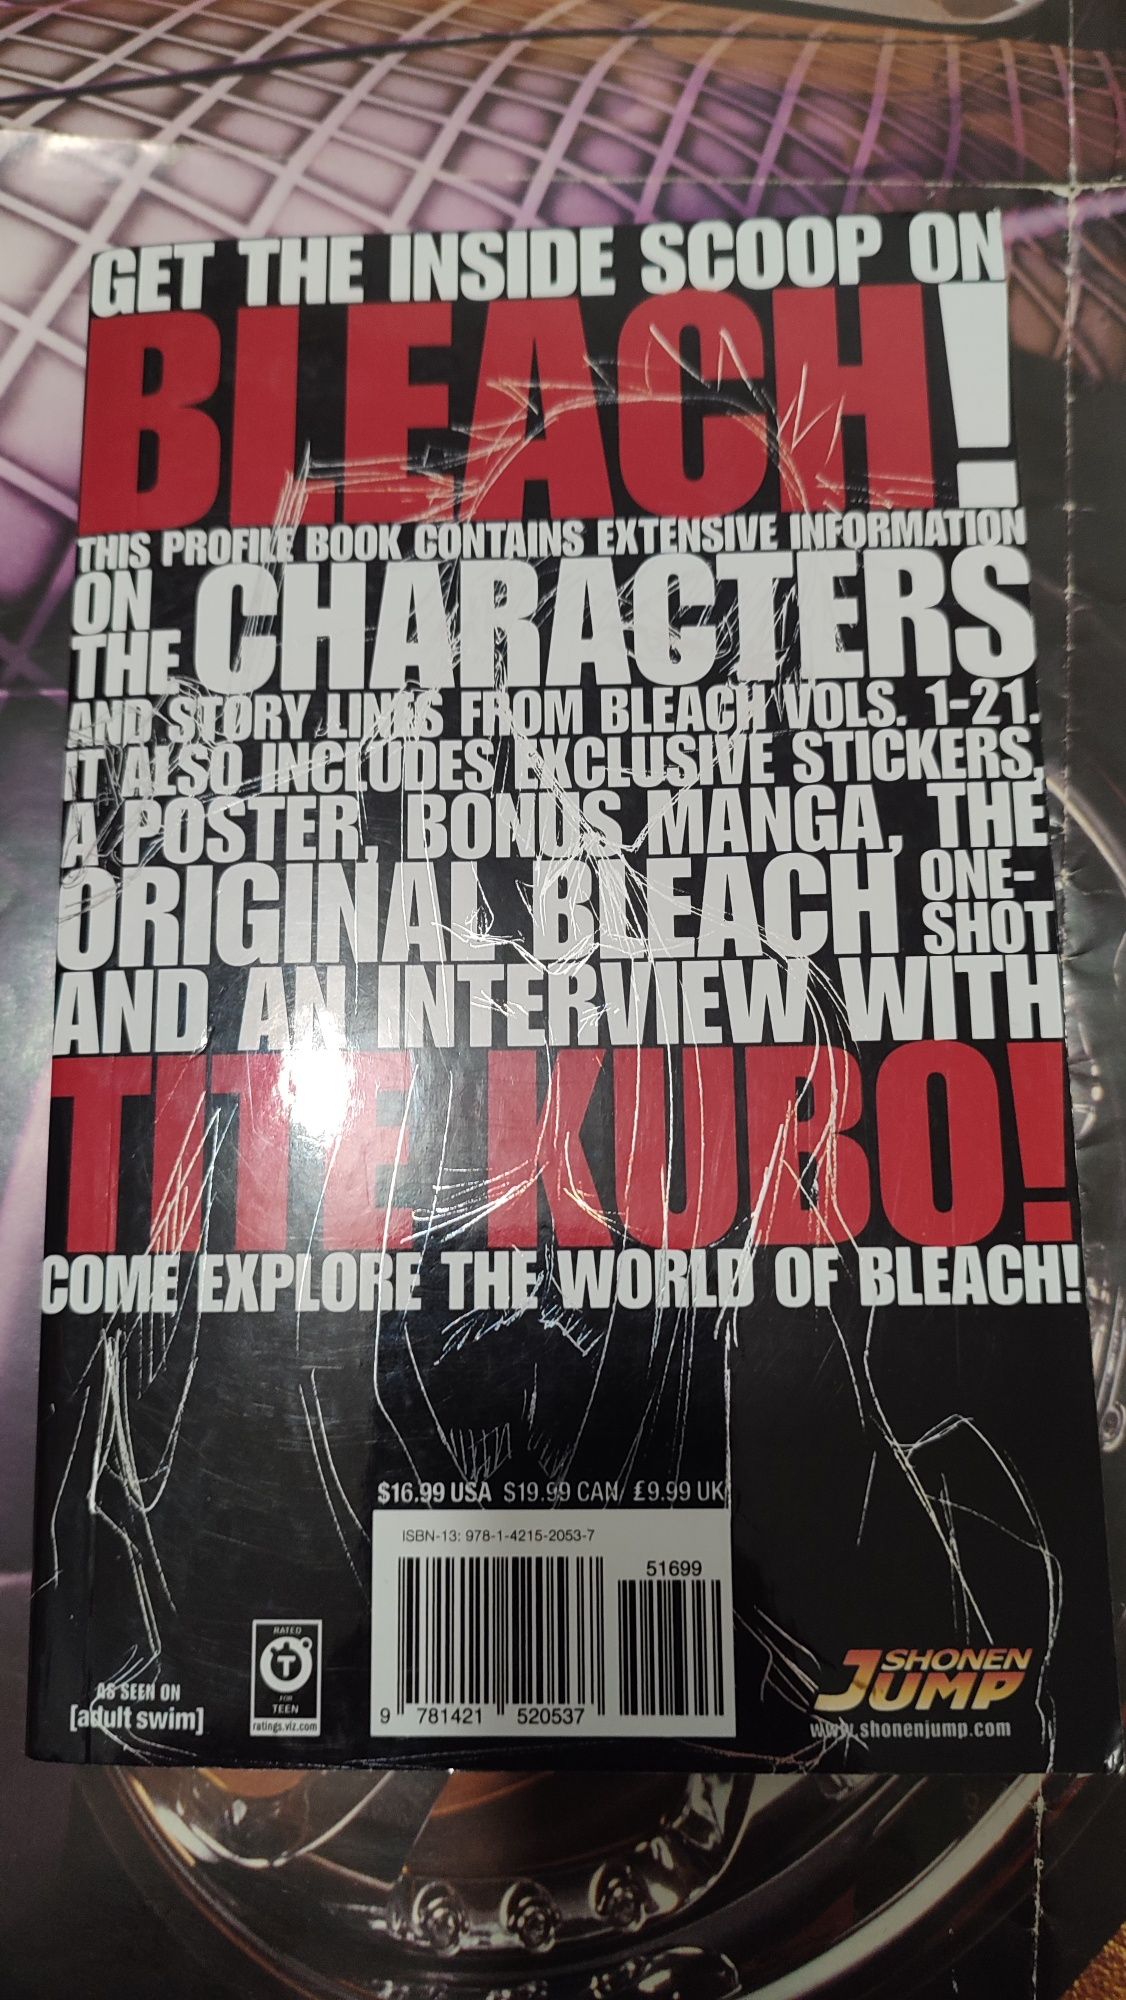 GET THE INSIDE SCOOP ON
BLEACH!
THIS PROFILE BOOK CONTAINS EXTENSIVE INFORMATION
ON THE CHARACTERS
AND STORY LINES FROM BLEACH VOLS. 1-21.
IT ALSO INCLUDES EXCLUSIVE STICKERS,
A POSTER, BONUS MANGA, THE
ORIGINAL BLEACH ONE-SHOT
AND AN INTERVIEW WITH
TITE KUBO!
COME EXPLORE THE WORLD OF BLEACH!
$16.99 USA $19.99 CAN £9.99 UK
ISBN-13: 978-1-4215-2053-7
51699
9 781421 520537
AS SEEN ON
[adult swim]
RATED
T
FOR
TEEN
ratings.viz.com
SHONEN
JUMP
www.shonenjump.com